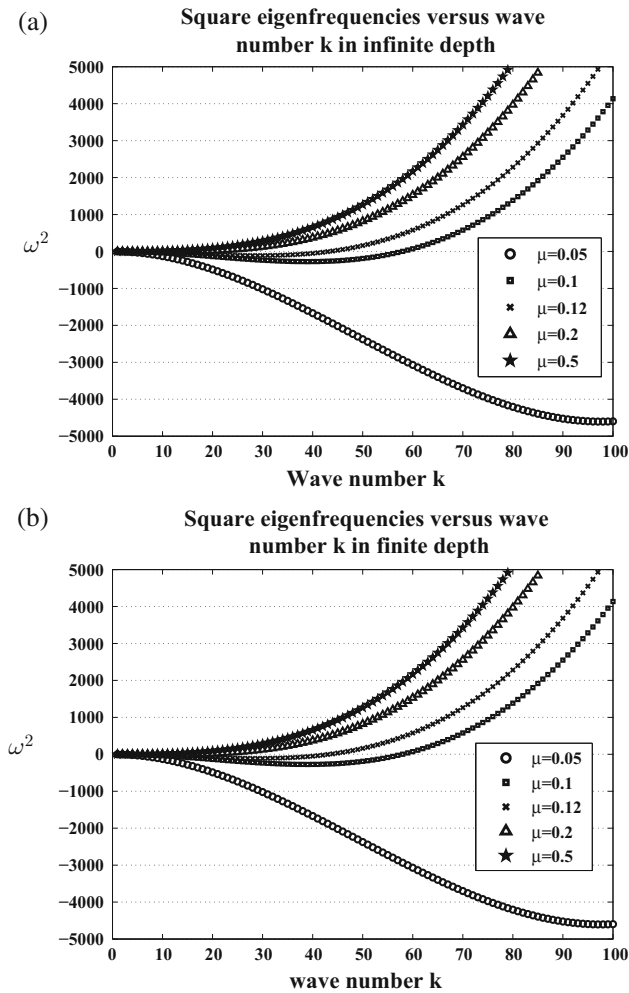 (a)
Square eigenfrequencies versus wave
number k in infinite depth
5000
4000
3000
2000
1000
0
−1000
−2000
−3000
−4000
−5000
ω²
μ=0.05
μ=0.1
μ=0.12
μ=0.2
μ=0.5
0 10 20 30 40 50 60 70 80 90 100
Wave number k
(b)
Square eigenfrequencies versus wave
number k in finite depth
5000
4000
3000
2000
1000
0
−1000
−2000
−3000
−4000
−5000
ω²
μ=0.05
μ=0.1
μ=0.12
μ=0.2
μ=0.5
0 10 20 30 40 50 60 70 80 90 100
wave number k